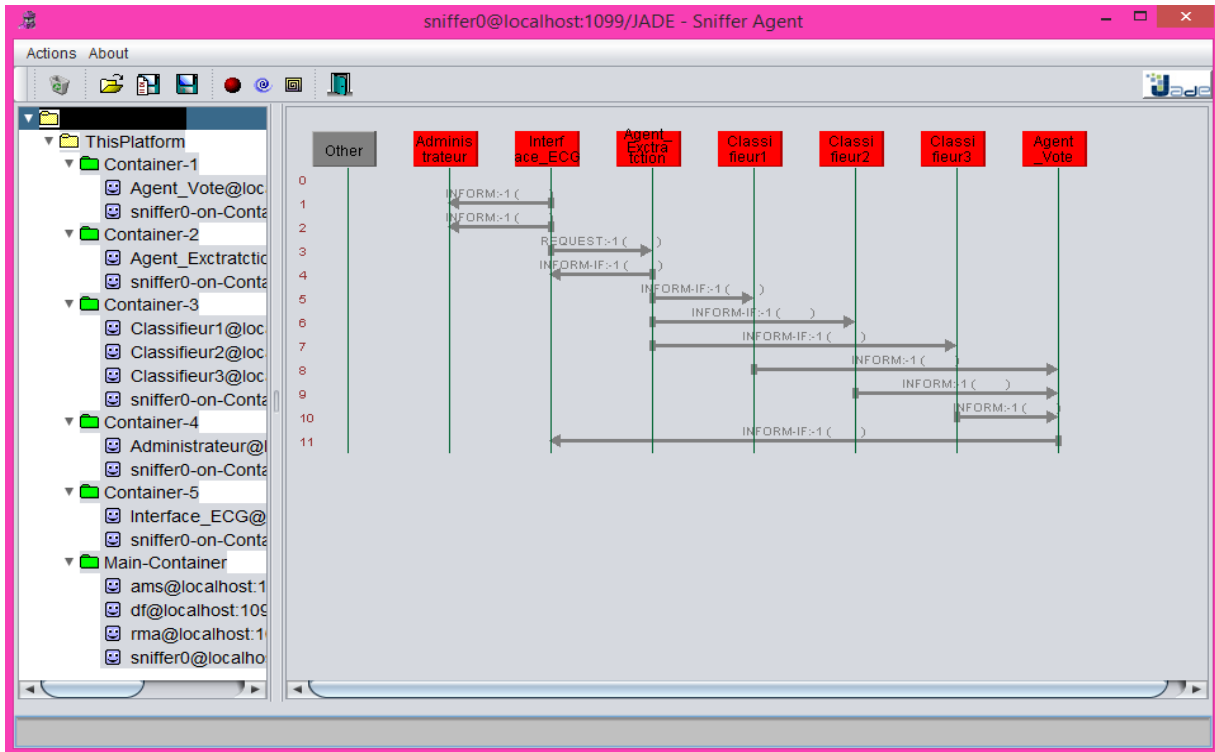 sniffer0@localhost:1099/JADE - Sniffer Agent
Actions About
Jade
ThisPlatform
Container-1
Agent_Vote@loc
sniffer0-on-Conta
Container-2
Agent_Exctratctio
sniffer0-on-Conta
Container-3
Classifieur1@loc
Classifieur2@loc
Classifieur3@loc
sniffer0-on-Conta
Container-4
Administrateur@l
sniffer0-on-Conta
Container-5
Interface_ECG@
sniffer0-on-Conta
Main-Container
ams@localhost:1
df@localhost:109
rma@localhost:1
sniffer0@localho
Other
Adminis
trateur
Interf
ace_ECG
Agent_
Exctra
tction
Classi
fieur1
Classi
fieur2
Classi
fieur3
Agent
_Vote
0
INFORM:-1 ( )
1
INFORM:-1 ( )
2
REQUEST:-1 ( )
3
INFORM-IF:-1 ( )
4
INFORM-IF:-1 ( )
5
INFORM-IF:-1 ( )
6
INFORM-IF:-1 ( )
7
INFORM:-1 ( )
8
INFORM:-1 ( )
9
INFORM:-1 ( )
10
INFORM-IF:-1 ( )
11